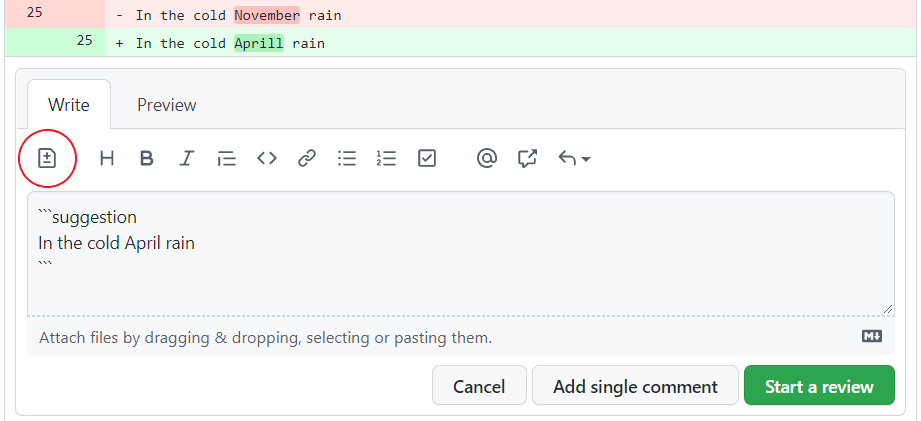 25 - In the cold November rain
25 + In the cold Aprill rain
Write Preview
H B I <> @
```suggestion
In the cold April rain
```
Attach files by dragging & dropping, selecting or pasting them. M↓
Cancel Add single comment Start a review